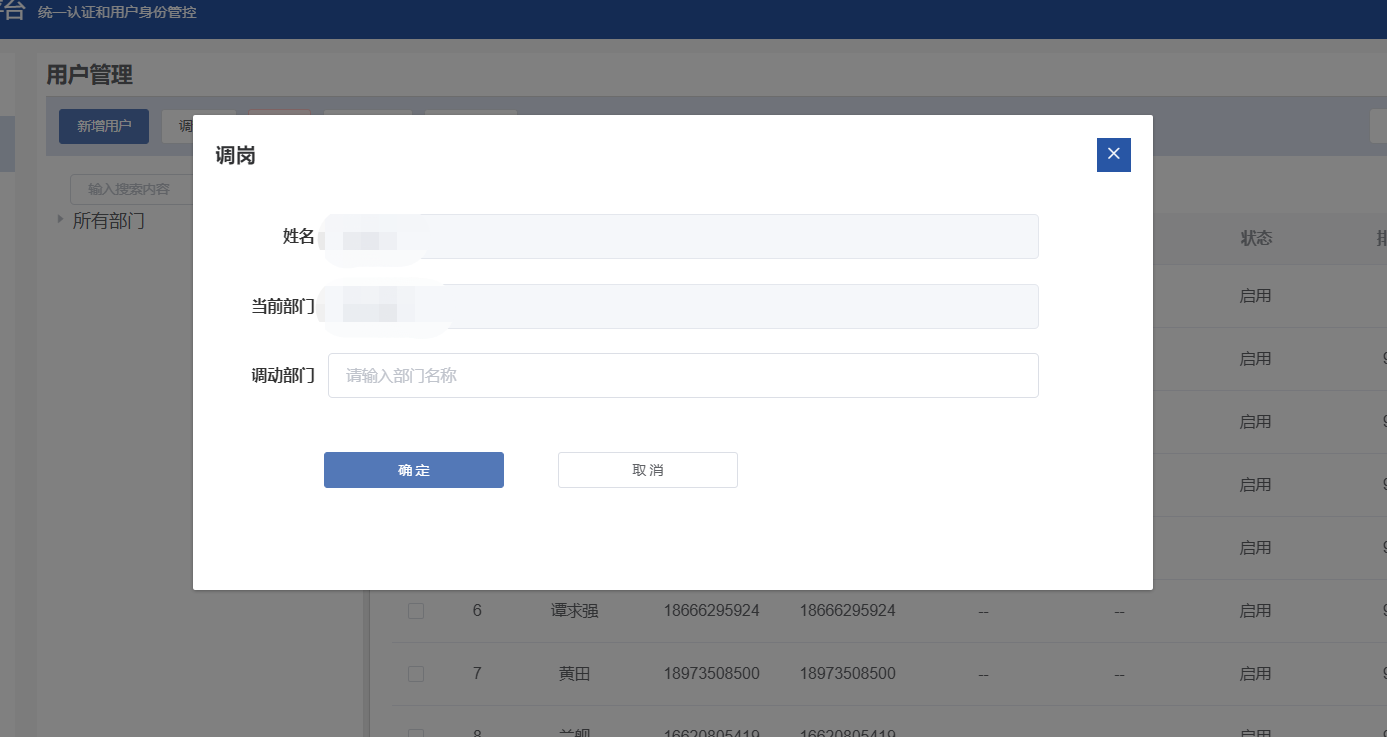 平台 统一认证和用户身份管控
用户管理
新增用户 调
输入搜索内容
所有部门
调岗
姓名
当前部门
调动部门 请输入部门名称
确定 取消
状态 排
启用
启用 9
启用 9
启用 9
启用 9
6 谭求强 18666295924 18666295924 -- -- 启用 9
7 黄田 18973508500 18973508500 -- -- 启用 9
8 16620805419 16620805419 启用